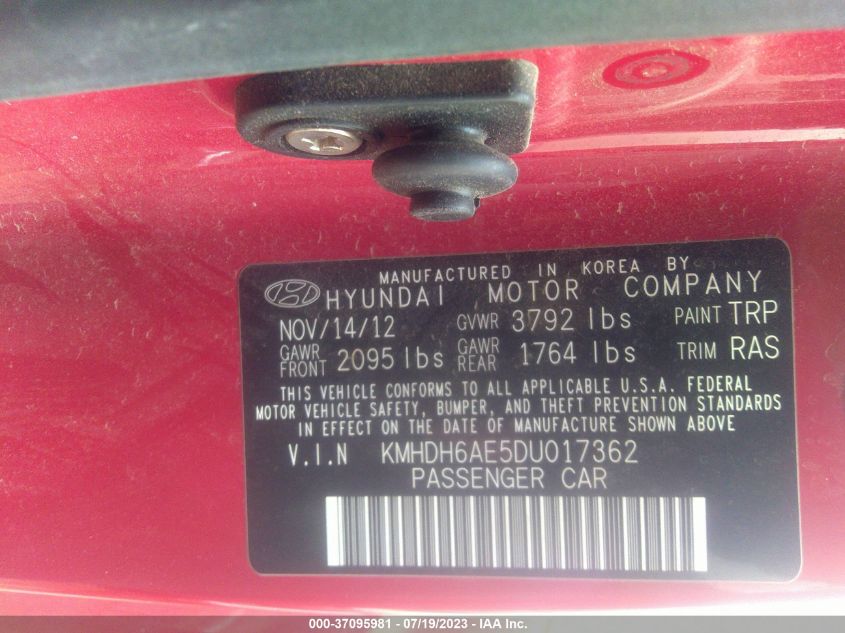 MANUFACTURED IN KOREA BY
HYUNDAI MOTOR COMPANY
NOV/14/12 GVWR 3792 lbs PAINT TRP
GAWR FRONT 2095 lbs GAWR REAR 1764 lbs TRIM RAS
THIS VEHICLE CONFORMS TO ALL APPLICABLE U.S.A. FEDERAL
MOTOR VEHICLE SAFETY, BUMPER, AND THEFT PREVENTION STANDARDS
IN EFFECT ON THE DATE OF MANUFACTURE SHOWN ABOVE
V.I.N KMHDH6AE5DU017362
PASSENGER CAR
000-37095981 - 07/19/2023 - IAA Inc.